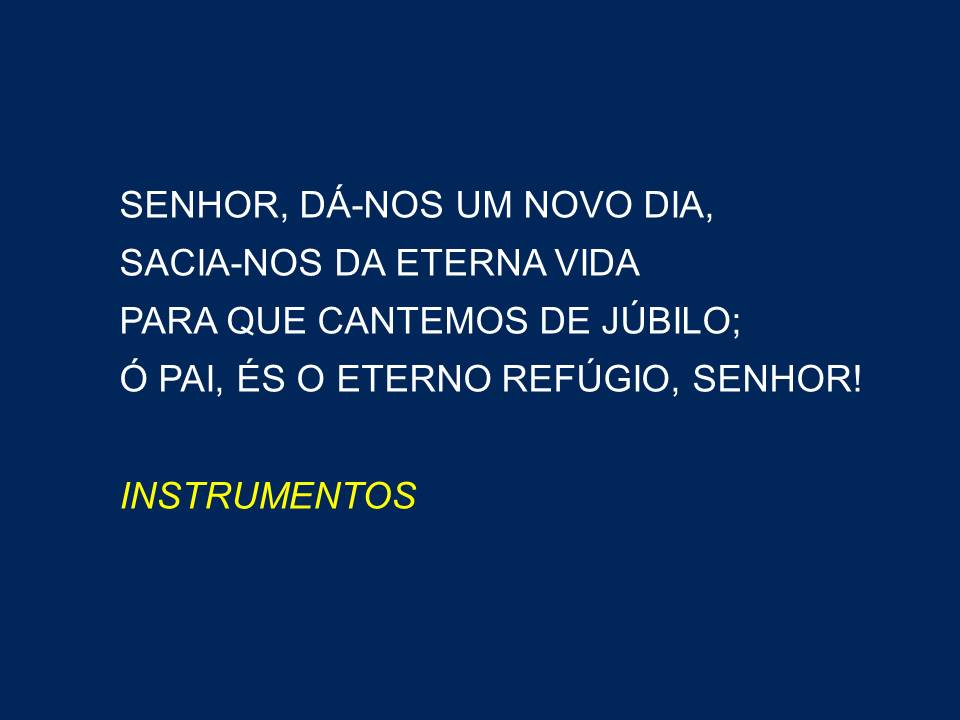 SENHOR, DÁ-NOS UM NOVO DIA,
SACIA-NOS DA ETERNA VIDA
PARA QUE CANTEMOS DE JÚBILO;
Ó PAI, ÉS O ETERNO REFÚGIO, SENHOR!
INSTRUMENTOS